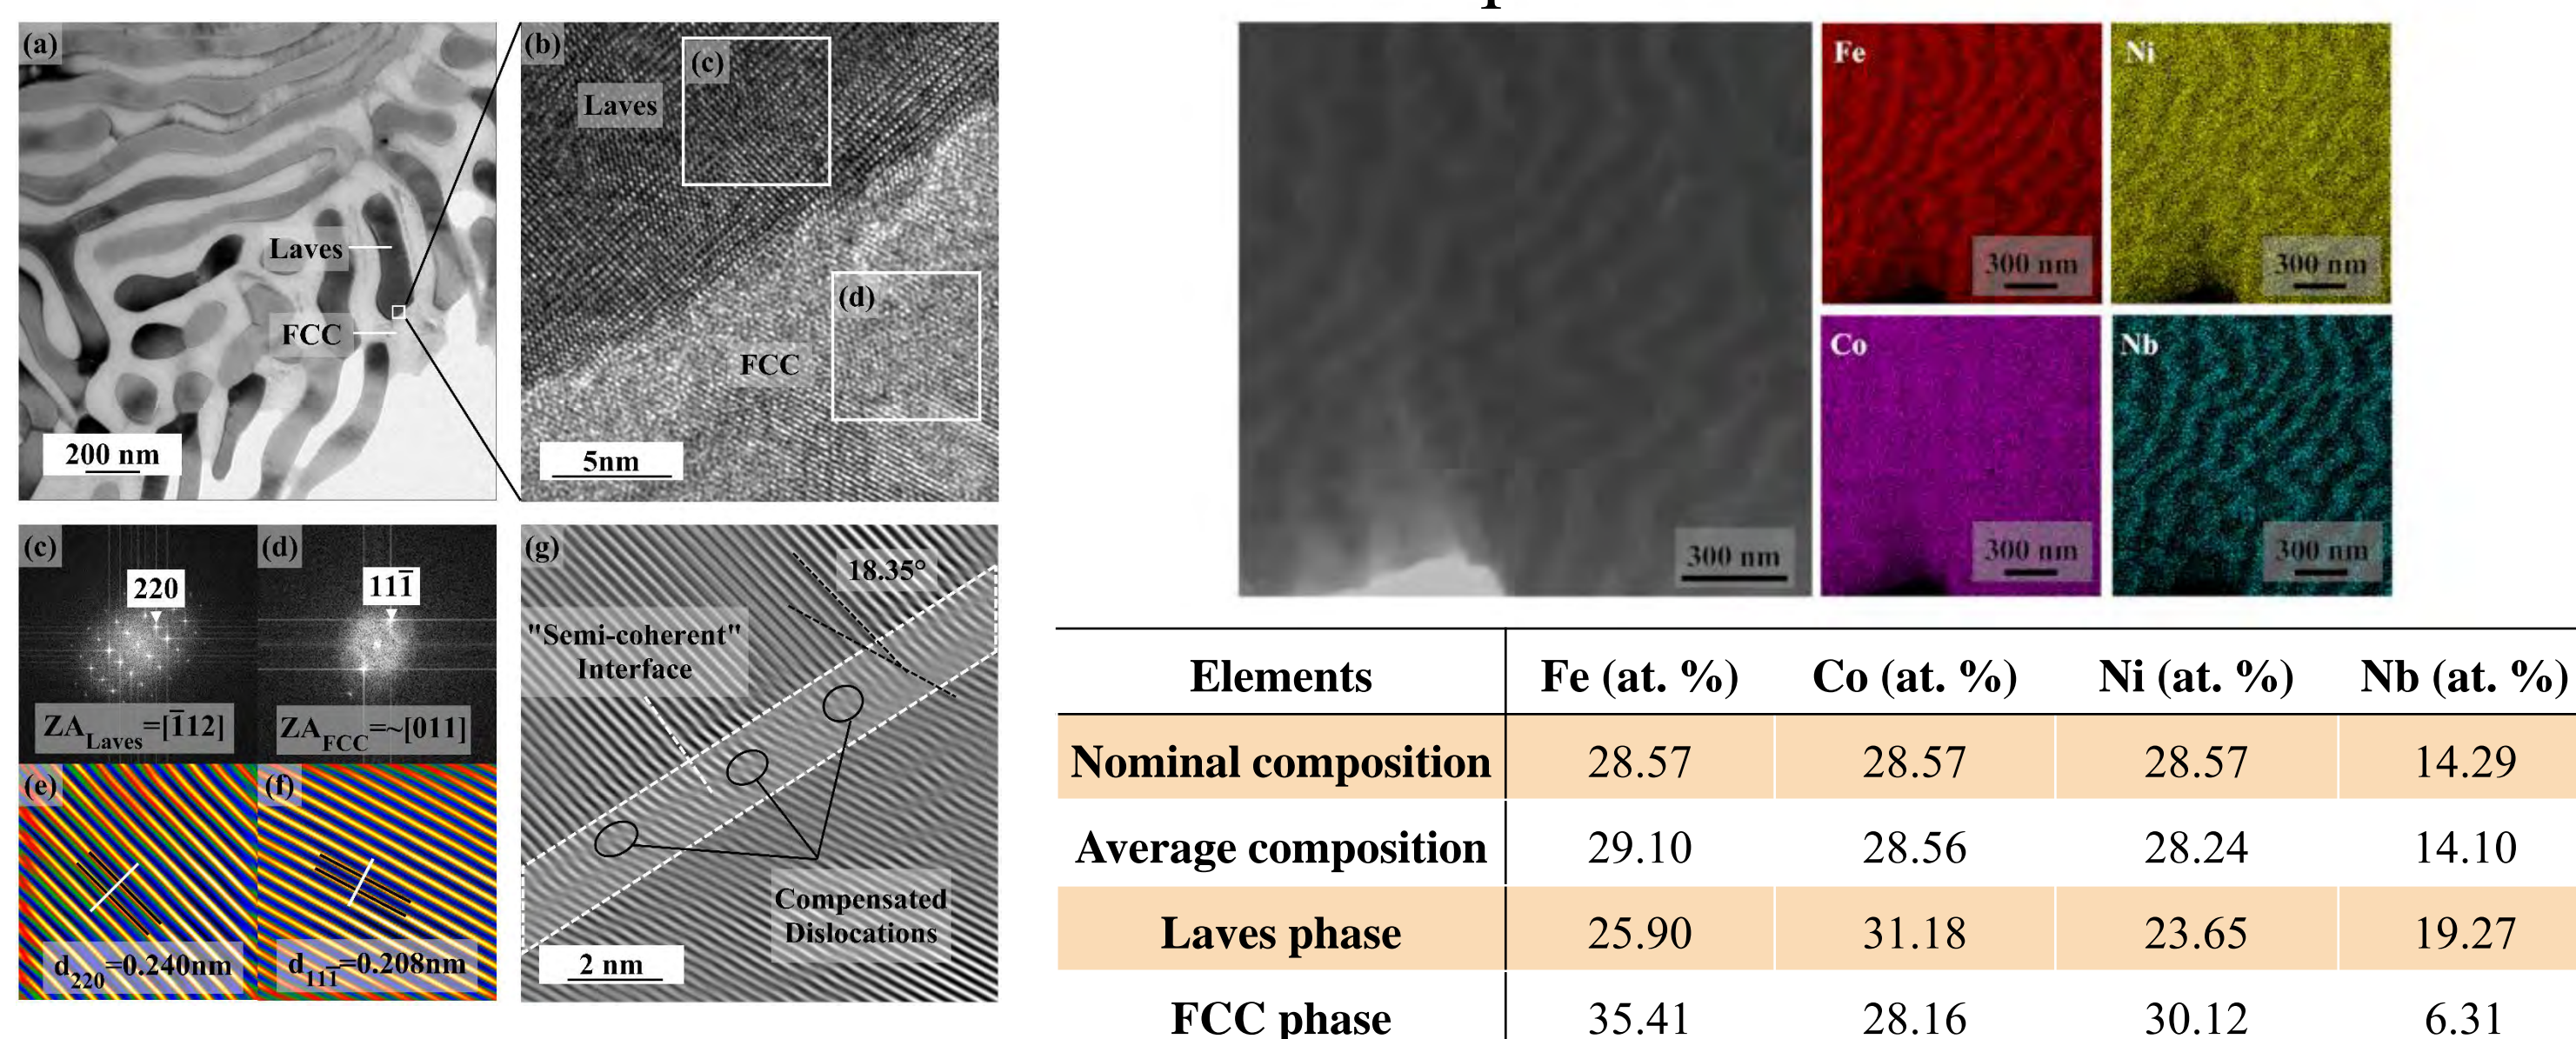 (a)
Laves
FCC
200 nm
(b)
(c)
Laves
(d)
FCC
5nm
(c)
220
ZA_Laves=[1̅12]
(d)
111̅
ZA_FCC=~[011]
(e)
d_220=0.240nm
(f)
d_111̅=0.208nm
(g)
18.35°
"Semi-coherent"
Interface
Compensated
Dislocations
2 nm
300 nm
Fe
300 nm
Ni
300 nm
Co
300 nm
Nb
300 nm
Elements Fe (at. %) Co (at. %) Ni (at. %) Nb (at. %)
Nominal composition 28.57 28.57 28.57 14.29
Average composition 29.10 28.56 28.24 14.10
Laves phase 25.90 31.18 23.65 19.27
FCC phase 35.41 28.16 30.12 6.31